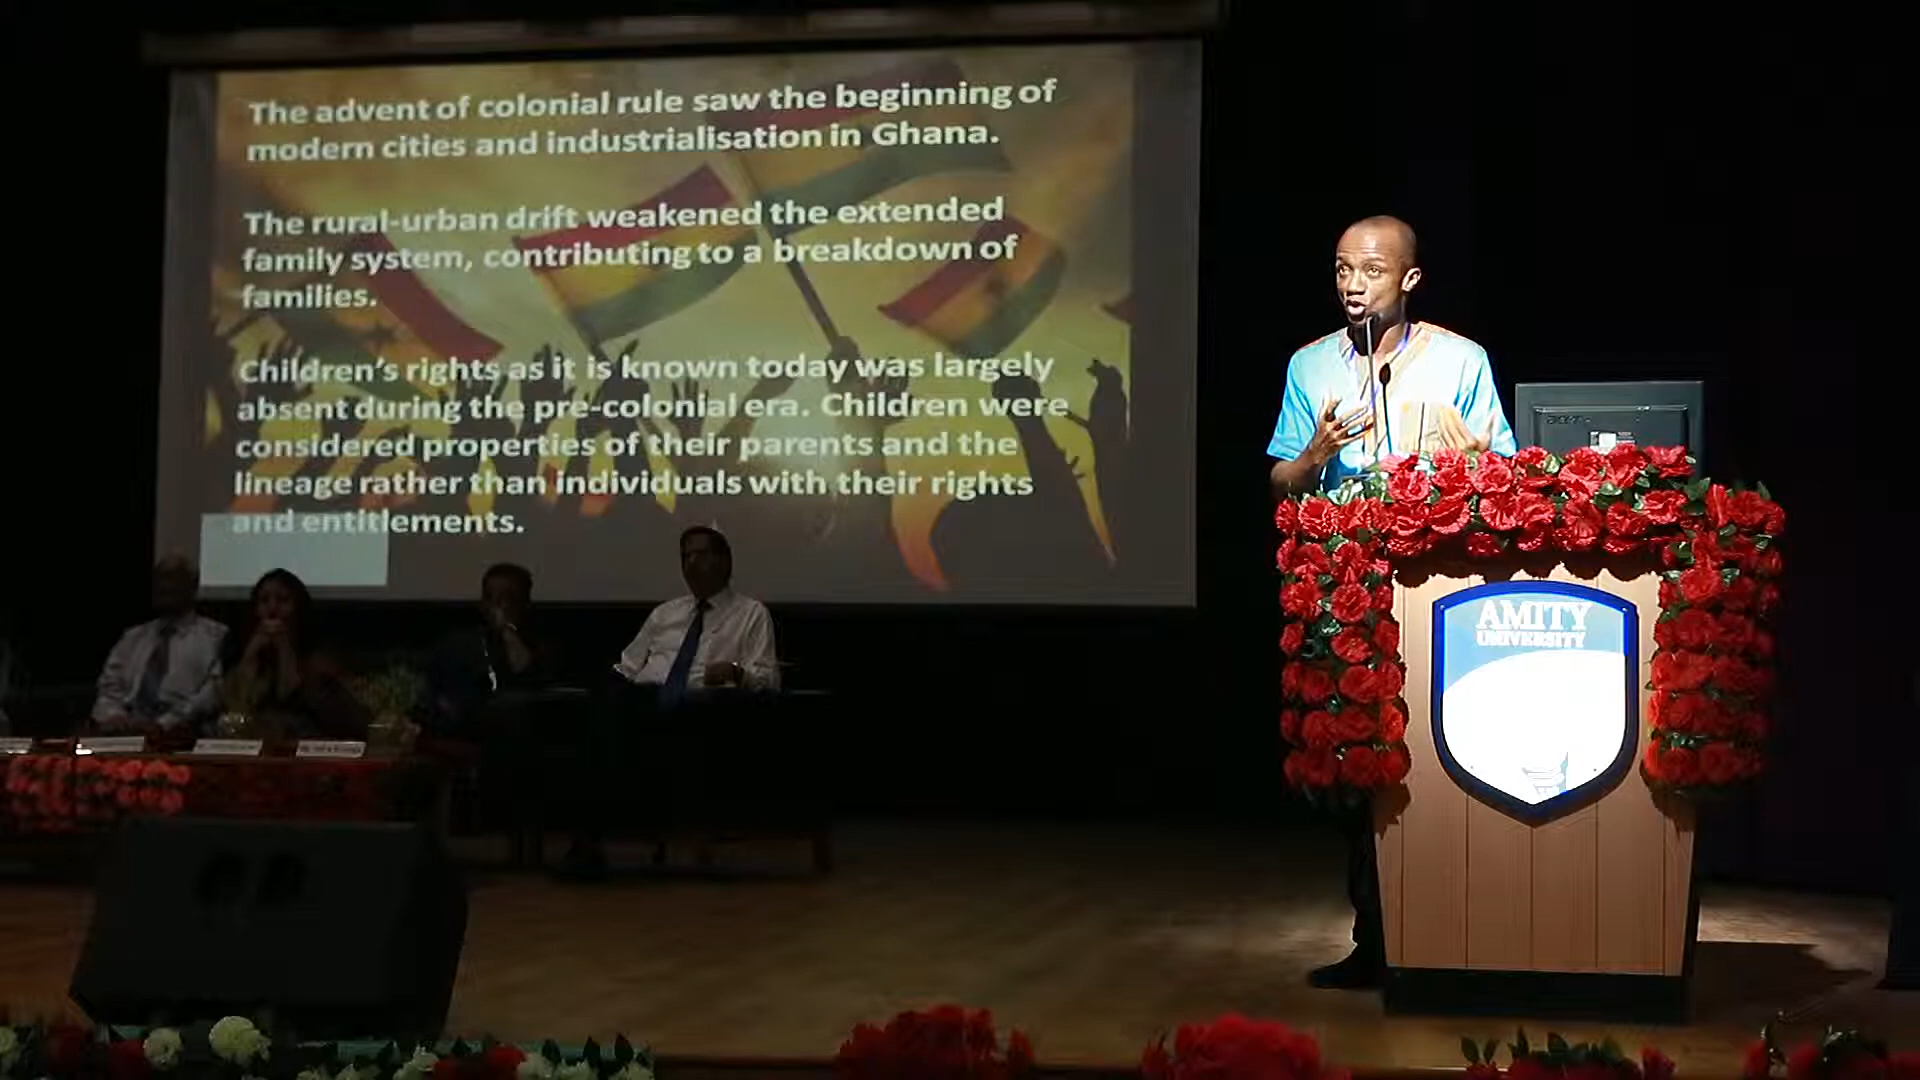 The advent of colonial rule saw the beginning of
modern cities and industrialisation in Ghana.
The rural-urban drift weakened the extended
family system, contributing to a breakdown of
families.
Children's rights as it is known today was largely
absent during the pre-colonial era. Children were
considered properties of their parents and the
lineage rather than individuals with their rights
and entitlements.
AMITY
UNIVERSITY